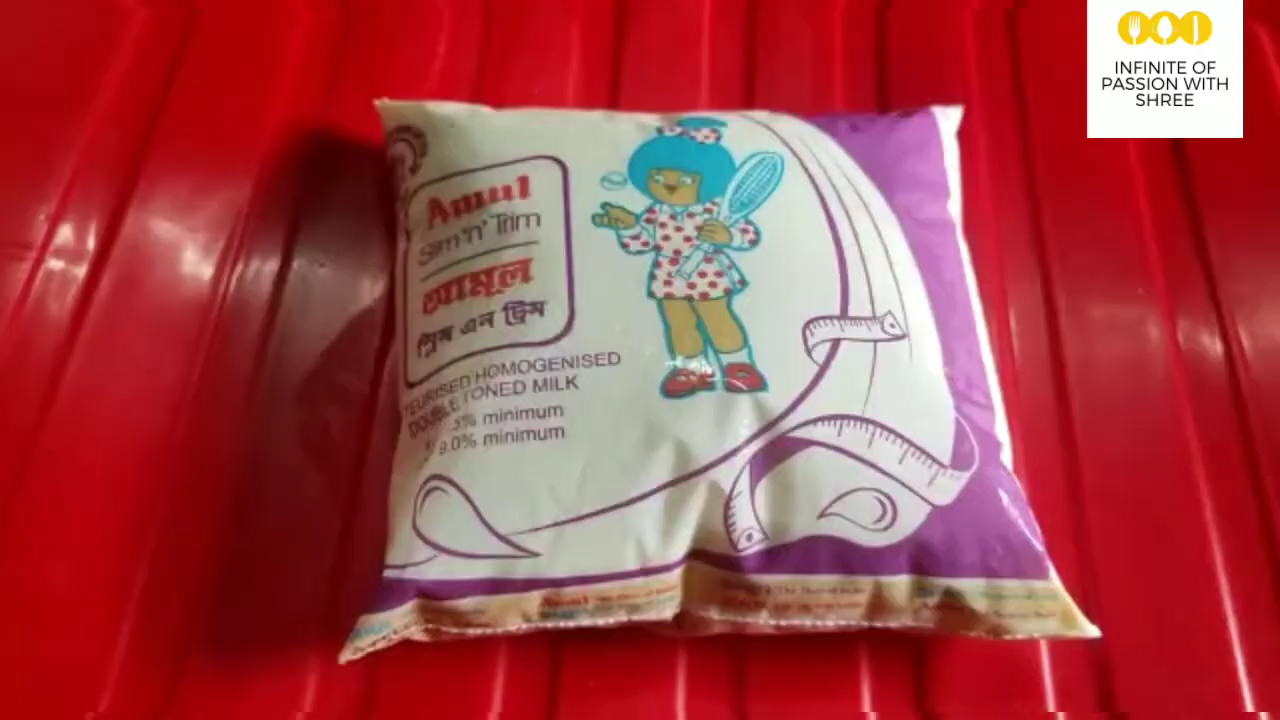 INFINITE OF
PASSION WITH
SHREE
Amul
Slim 'n' Trim
আমূল
স্লিম এন ট্রিম
TEURISED HOMOGENISED
DOUBLE TONED MILK
5% minimum
9.0% minimum